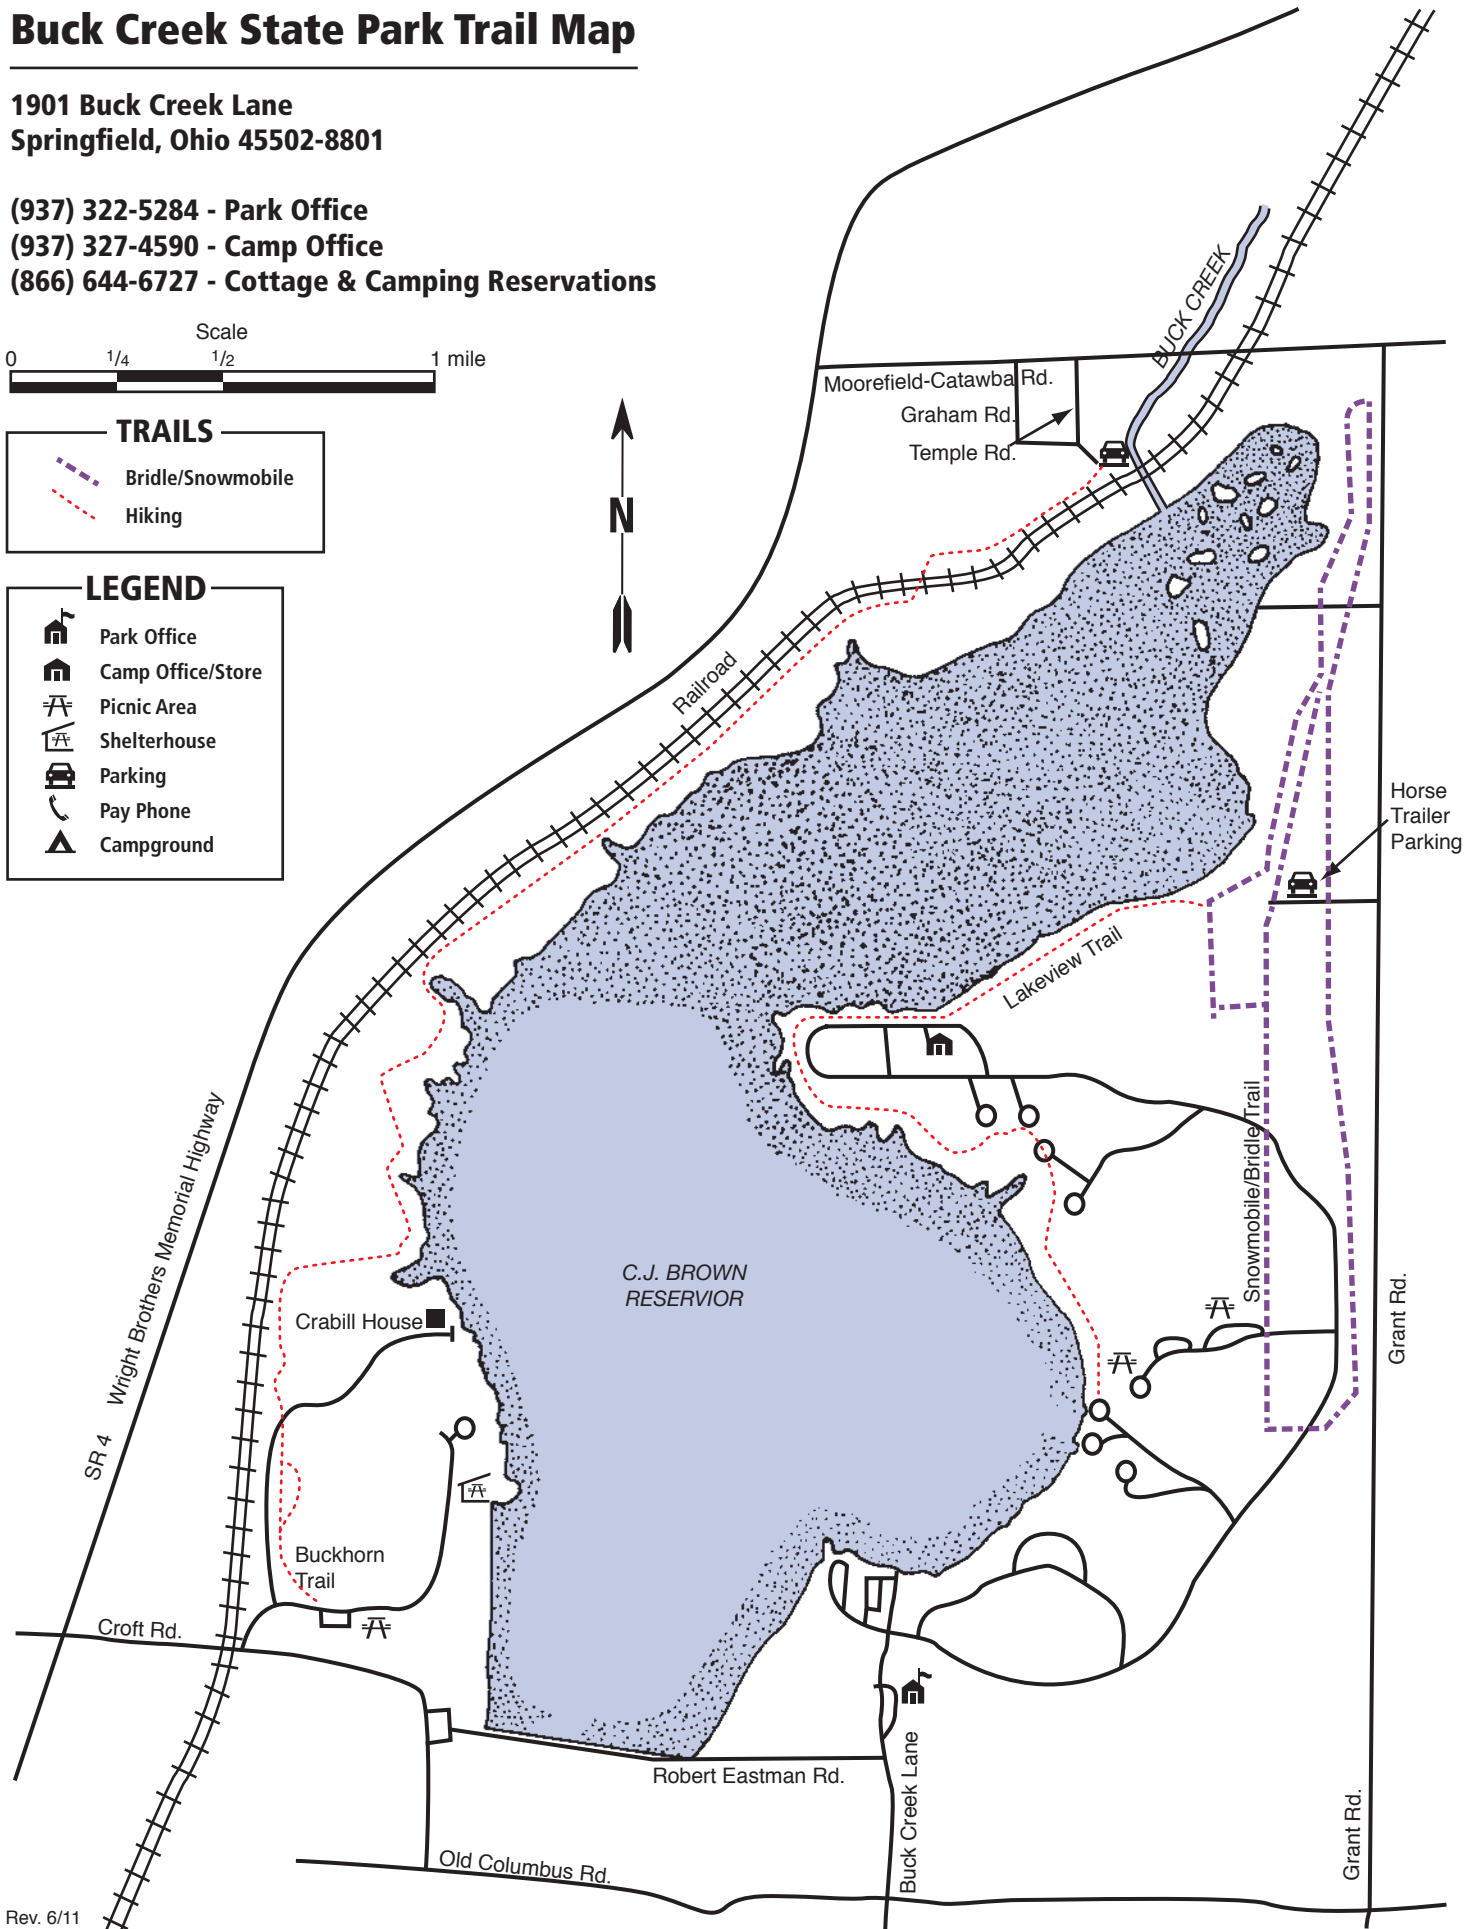 Buck Creek State Park Trail Map
1901 Buck Creek Lane
Springfield, Ohio 45502-8801
(937) 322-5284 - Park Office
(937) 327-4590 - Camp Office
(866) 644-6727 - Cottage & Camping Reservations
Scale
0 1/4 1/2 1 mile
TRAILS
Bridle/Snowmobile
Hiking
LEGEND
Park Office
Camp Office/Store
Picnic Area
Shelterhouse
Parking
Pay Phone
Campground
N
BUCK CREEK
Moorefield-Catawba Rd.
Graham Rd.
Temple Rd.
Railroad
Horse
Trailer
Parking
Lakeview Trail
Snowmobile/Bridle Trail
Wright Brothers Memorial Highway
SR 4
C.J. BROWN
RESERVIOR
Crabill House
Grant Rd.
Buckhorn
Trail
Croft Rd.
Robert Eastman Rd.
Buck Creek Lane
Grant Rd.
Old Columbus Rd.
Rev. 6/11